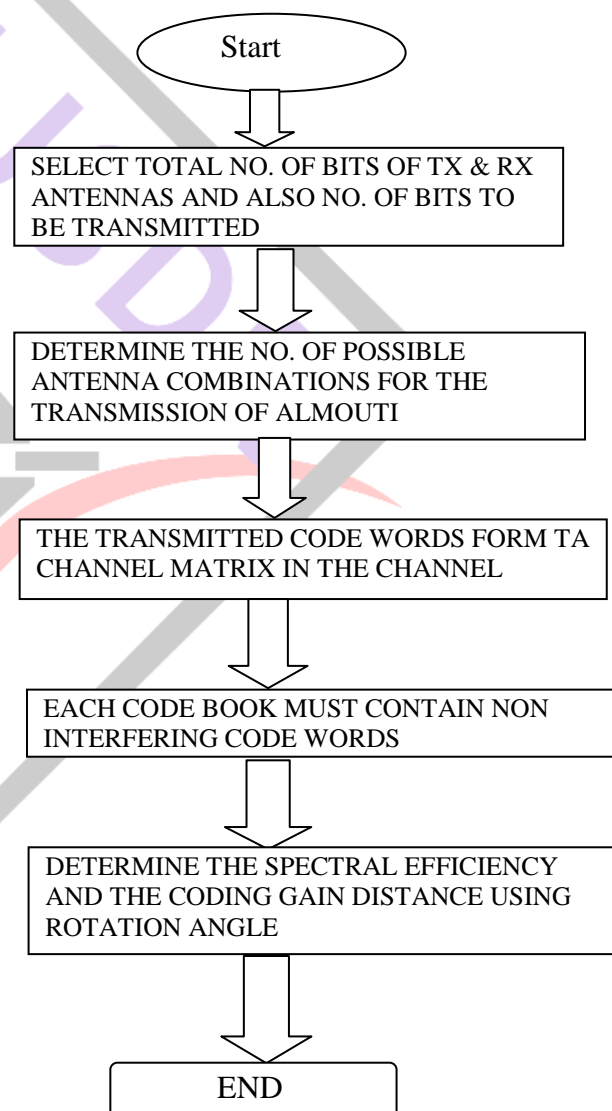 Start
SELECT TOTAL NO. OF BITS OF TX & RX
ANTENNAS AND ALSO NO. OF BITS TO
BE TRANSMITTED
DETERMINE THE NO. OF POSSIBLE
ANTENNA COMBINATIONS FOR THE
TRANSMISSION OF ALMOUTI
THE TRANSMITTED CODE WORDS FORM TA
CHANNEL MATRIX IN THE CHANNEL
EACH CODE BOOK MUST CONTAIN NON
INTERFERING CODE WORDS
DETERMINE THE SPECTRAL EFFICIENCY
AND THE CODING GAIN DISTANCE USING
ROTATION ANGLE
END